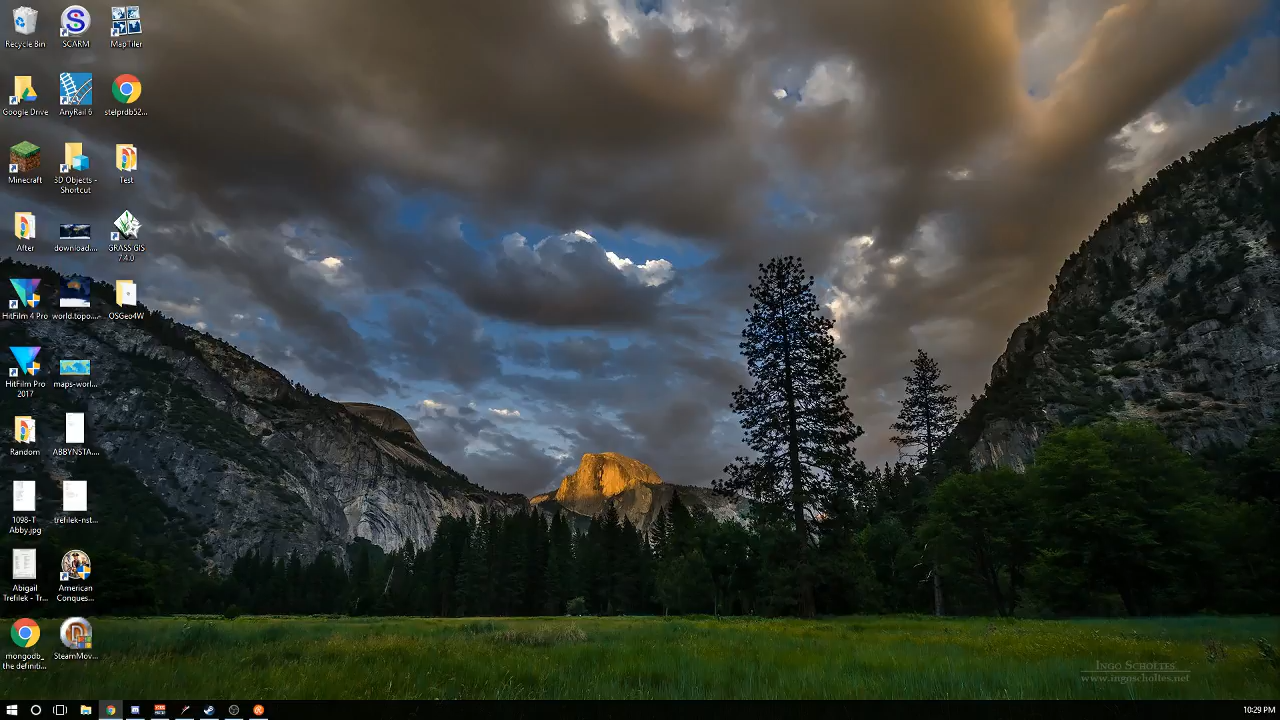 Recycle Bin
SCARM
MapTiler
Google Drive
AnyRail 6
stelprdb52...
Minecraft
3D Objects -
Shortcut
Test
After
download....
GRASS GIS
7.4.0
HitFilm 4 Pro
world.topo....
OSGeo4W
HitFilm Pro
2017
maps-worl...
Random
ABBYNSTA....
1098-T
Abby.jpg
trefilek-nst...
Abigail
Trefilek - Tr...
American
Conques...
mongodb_
the definiti...
SteamMov...
INGO SCHOLTES
www.ingoscholtes.net
10:29 PM